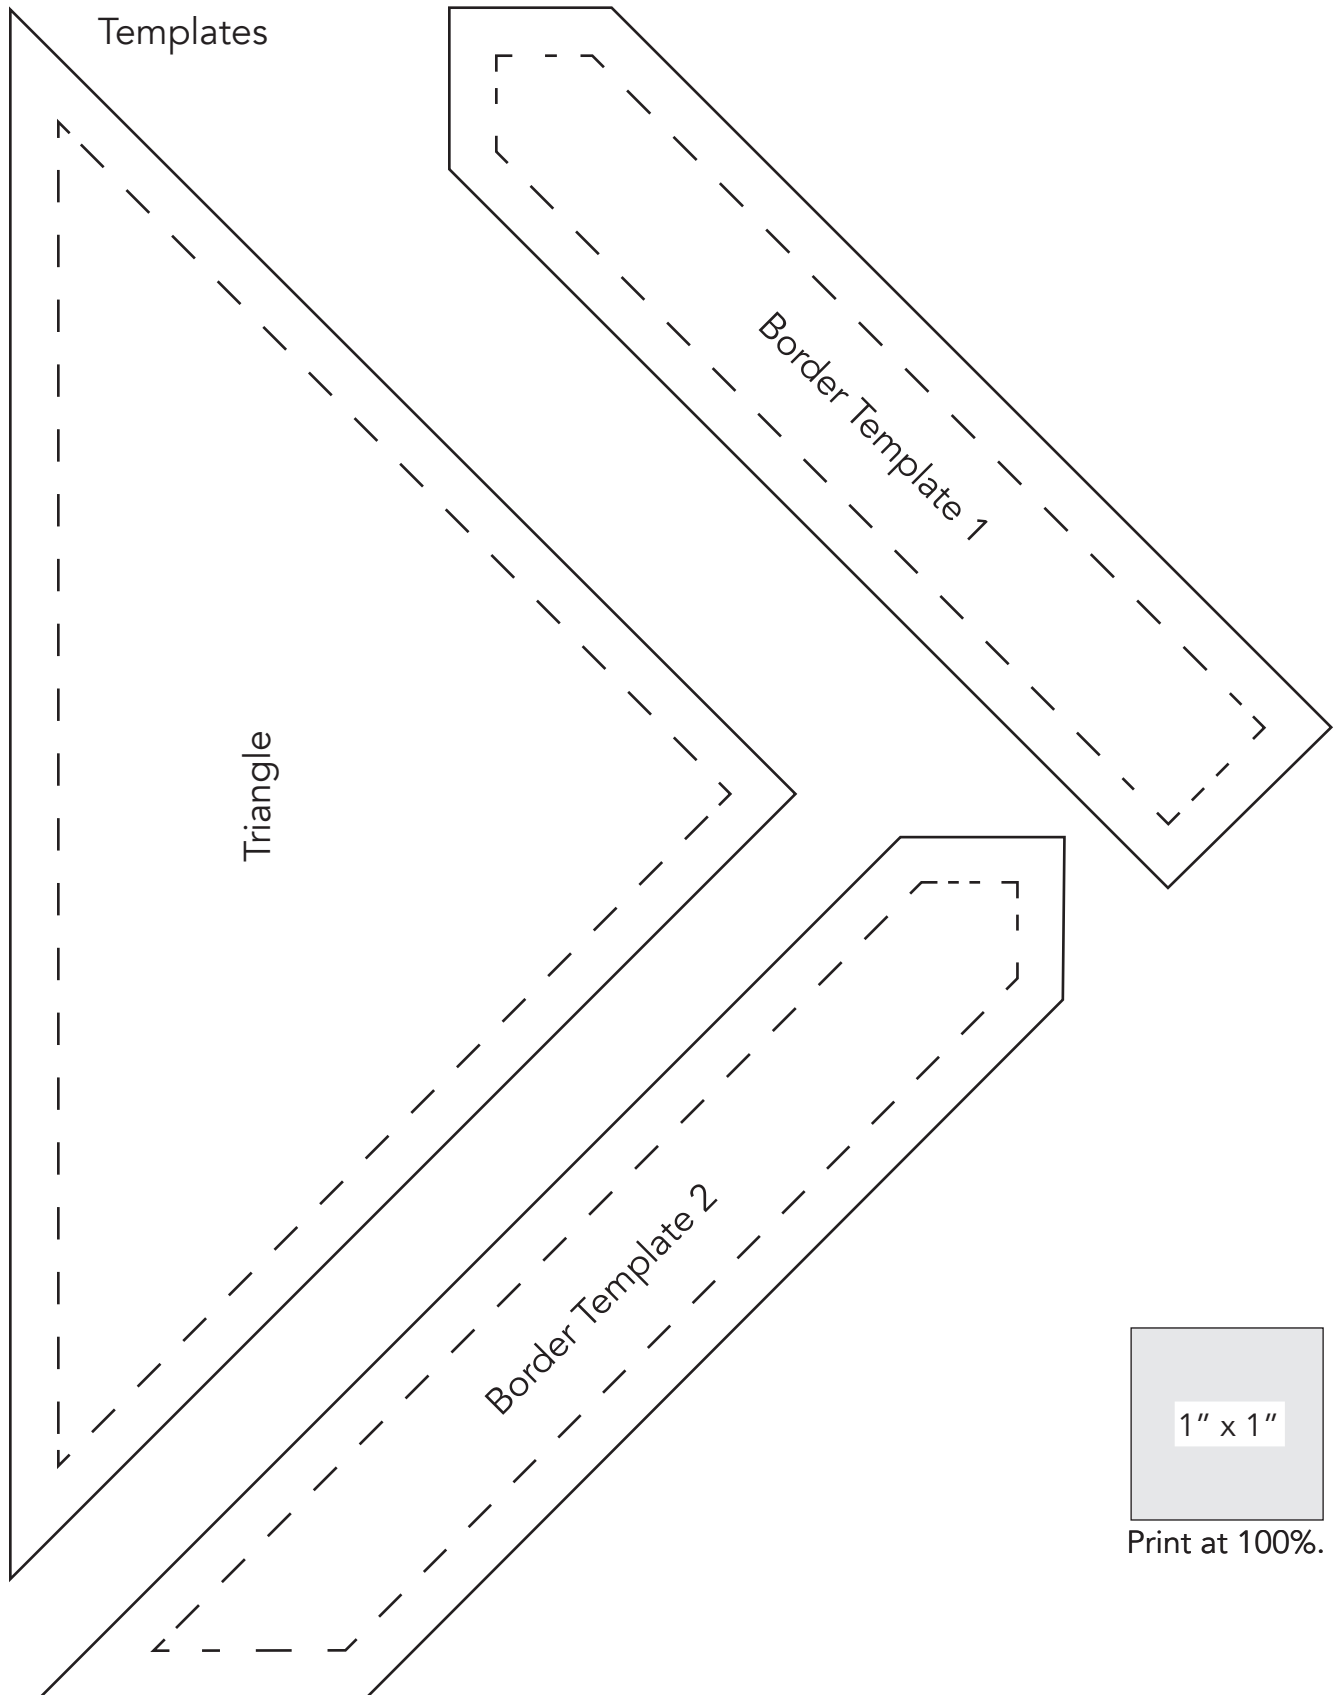 Templates
Border Template 1
Triangle
Border Template 2
1” x 1”
Print at 100%.